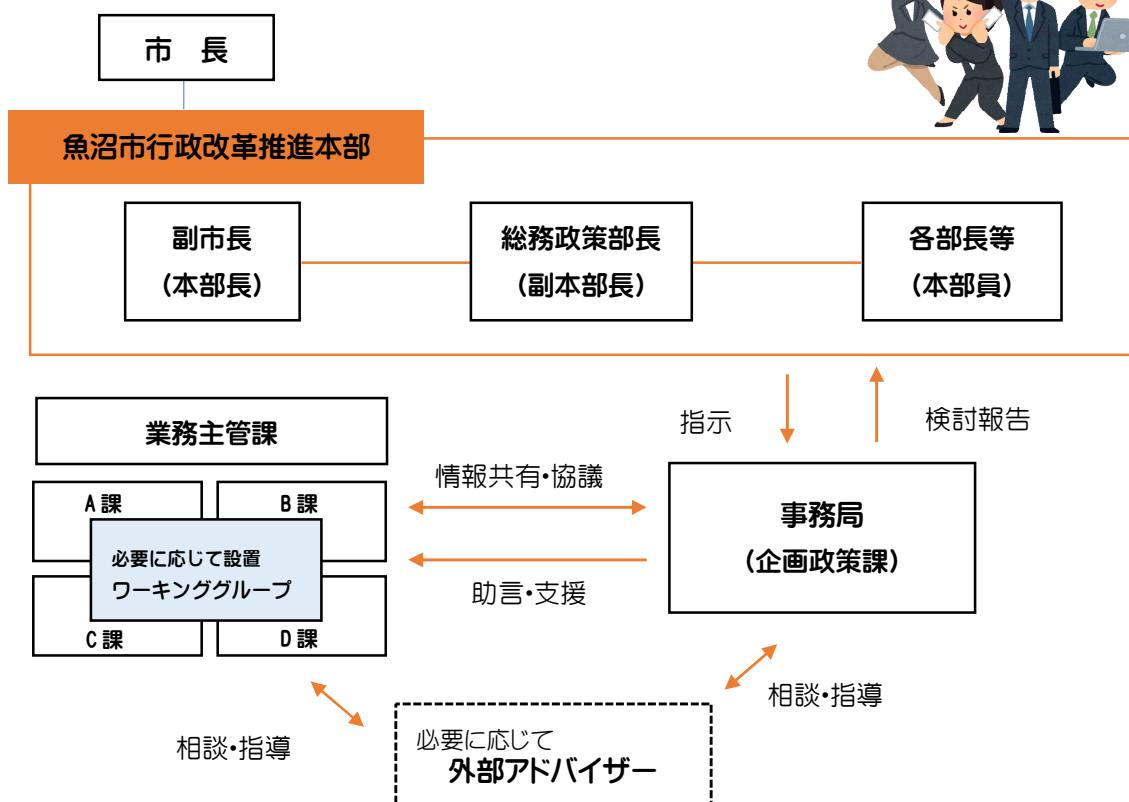 市 長
魚沼市行政改革推進本部
副市長
（本部長）
総務政策部長
（副本部長）
各部長等
（本部員）
指示
検討報告
業務主管課
A課
B課
必要に応じて設置
ワーキンググループ
C課
D課
情報共有・協議
助言・支援
事務局
（企画政策課）
相談・指導
相談・指導
必要に応じて
外部アドバイザー